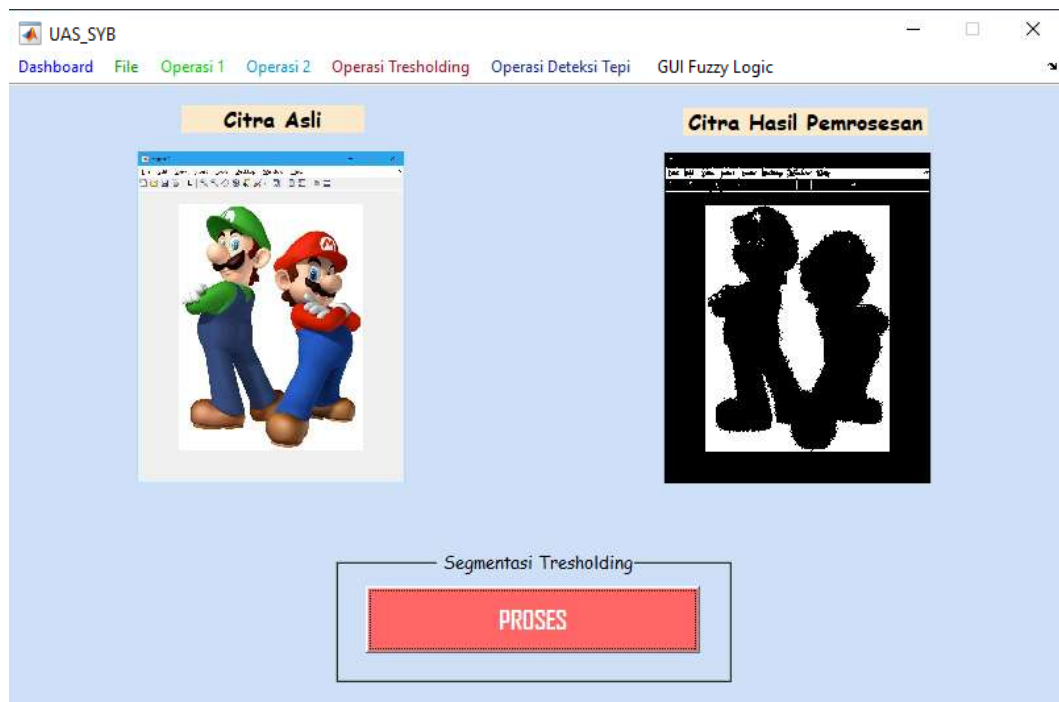 UAS_SYB
Dashboard File Operasi 1 Operasi 2 Operasi Tresholding Operasi Deteksi Tepi GUI Fuzzy Logic
Citra Asli Citra Hasil Pemrosesan
Segmentasi Tresholding
PROSES